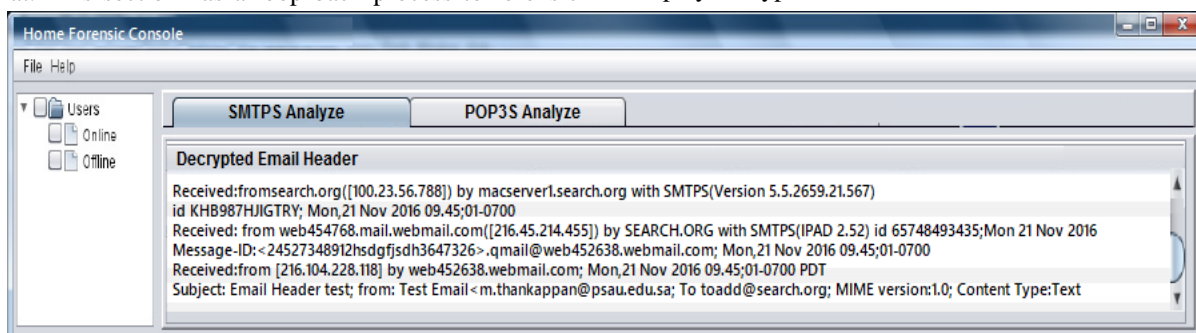 Home Forensic Console
File Help
Users
Online
Offline
SMTPS Analyze
POP3S Analyze
Decrypted Email Header
Received:fromsearch.org([100.23.56.788]) by macserver1.search.org with SMTPS(Version 5.5.2659.21.567)
id KHB987HJIGTRY; Mon,21 Nov 2016 09.45;01-0700
Received: from web454768.mail.webmail.com([216.45.214.455]) by SEARCH.ORG with SMTPS(IPAD 2.52) id 65748493435;Mon 21 Nov 2016
Message-ID:<24527348912hsdgfjsdh3647326>.qmail@web452638.webmail.com; Mon,21 Nov 2016 09.45;01-0700
Received:from [216.104.228.118] by web452638.webmail.com; Mon,21 Nov 2016 09.45;01-0700 PDT
Subject: Email Header test; from: Test Email<m.thankappan@psau.edu.sa; To toadd@search.org; MIME version:1.0; Content Type:Text